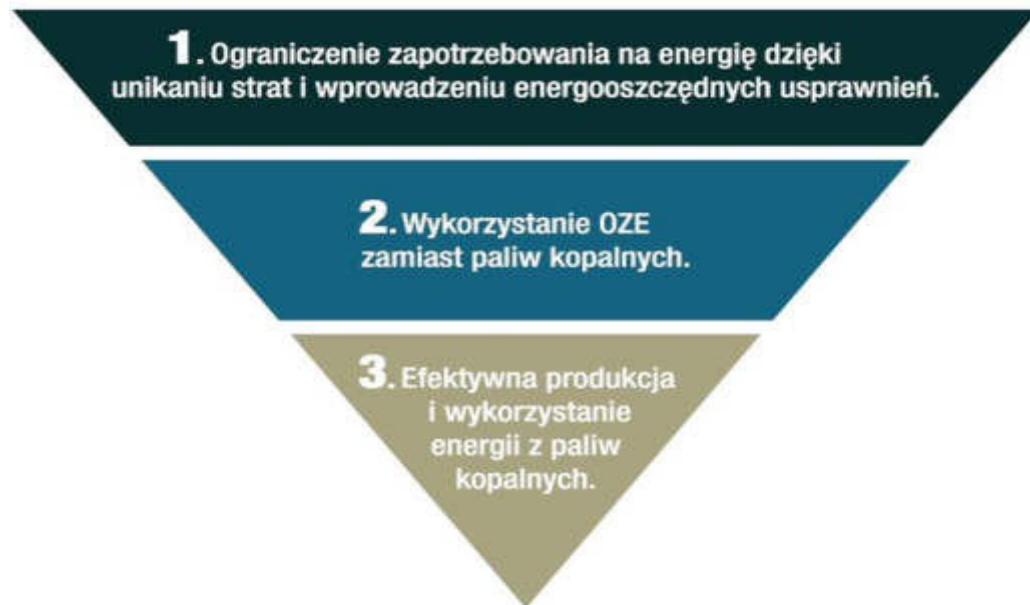 1. Ograniczenie zapotrzebowania na energię dzięki
unikaniu strat i wprowadzeniu energooszczędnych usprawnień.
2. Wykorzystanie OZE
zamiast paliw kopalnych.
3. Efektywna produkcja
i wykorzystanie
energii z paliw
kopalnych.